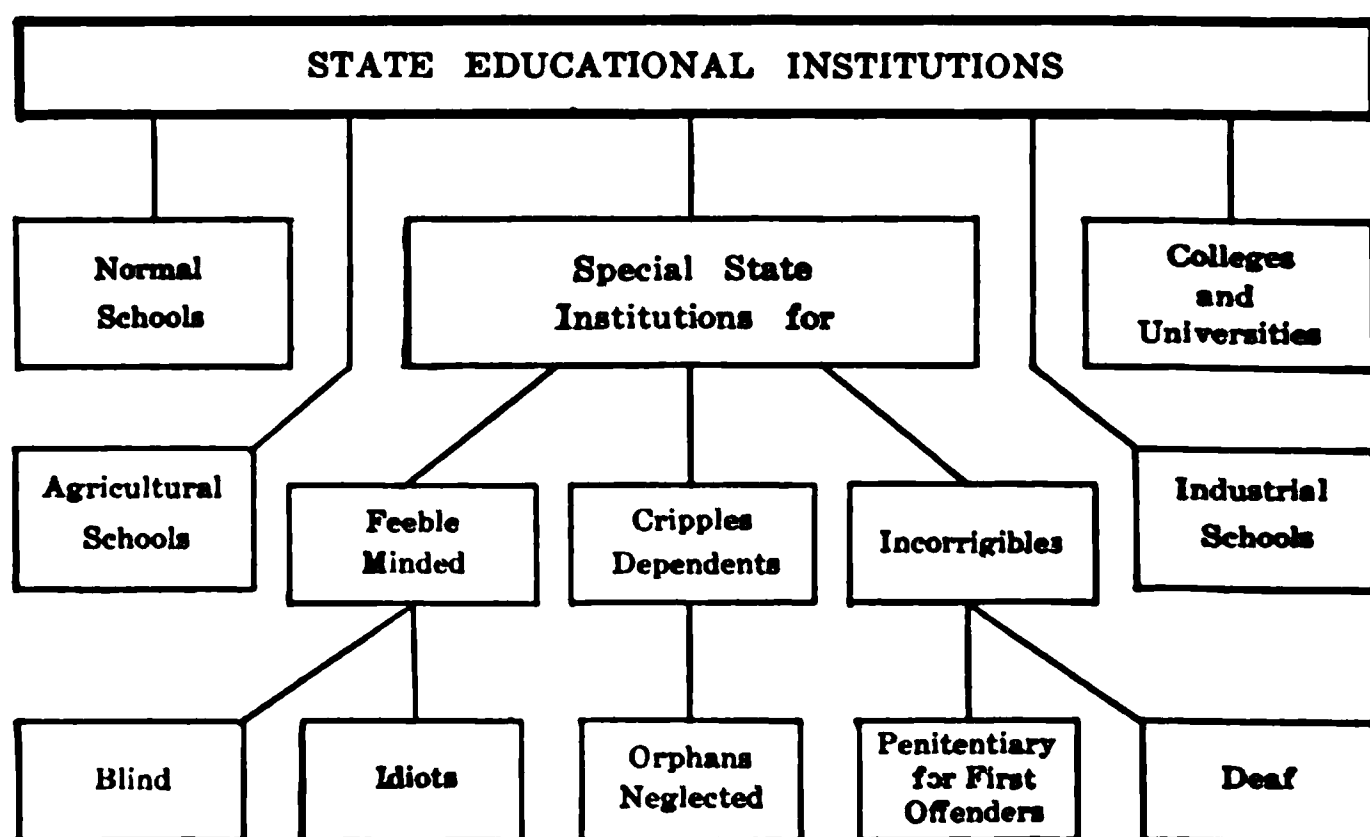 STATE EDUCATIONAL INSTITUTIONS
Normal
Schools
Special State
Institutions for
Colleges
and
Universities
Agricultural
Schools
Feeble
Minded
Cripples
Dependents
Incorrigibles
Industrial
Schools
Blind
Idiots
Orphans
Neglected
Penitentiary
for First
Offenders
Deaf